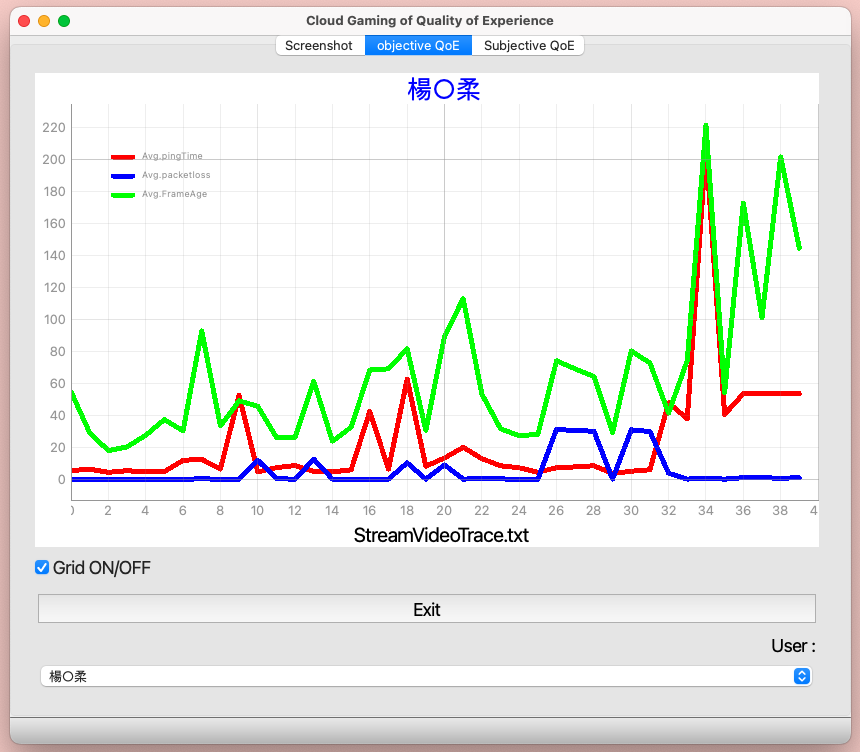 Cloud Gaming of Quality of Experience
Screenshot objective QoE Subjective QoE
楊〇柔
220
200
180
160
140
120
100
80
60
40
20
0
Avg.pingTime
Avg.packetloss
Avg.FrameAge
0 2 4 6 8 10 12 14 16 18 20 22 24 26 28 30 32 34 36 38 4
StreamVideoTrace.txt
Grid ON/OFF
Exit
User :
楊〇柔